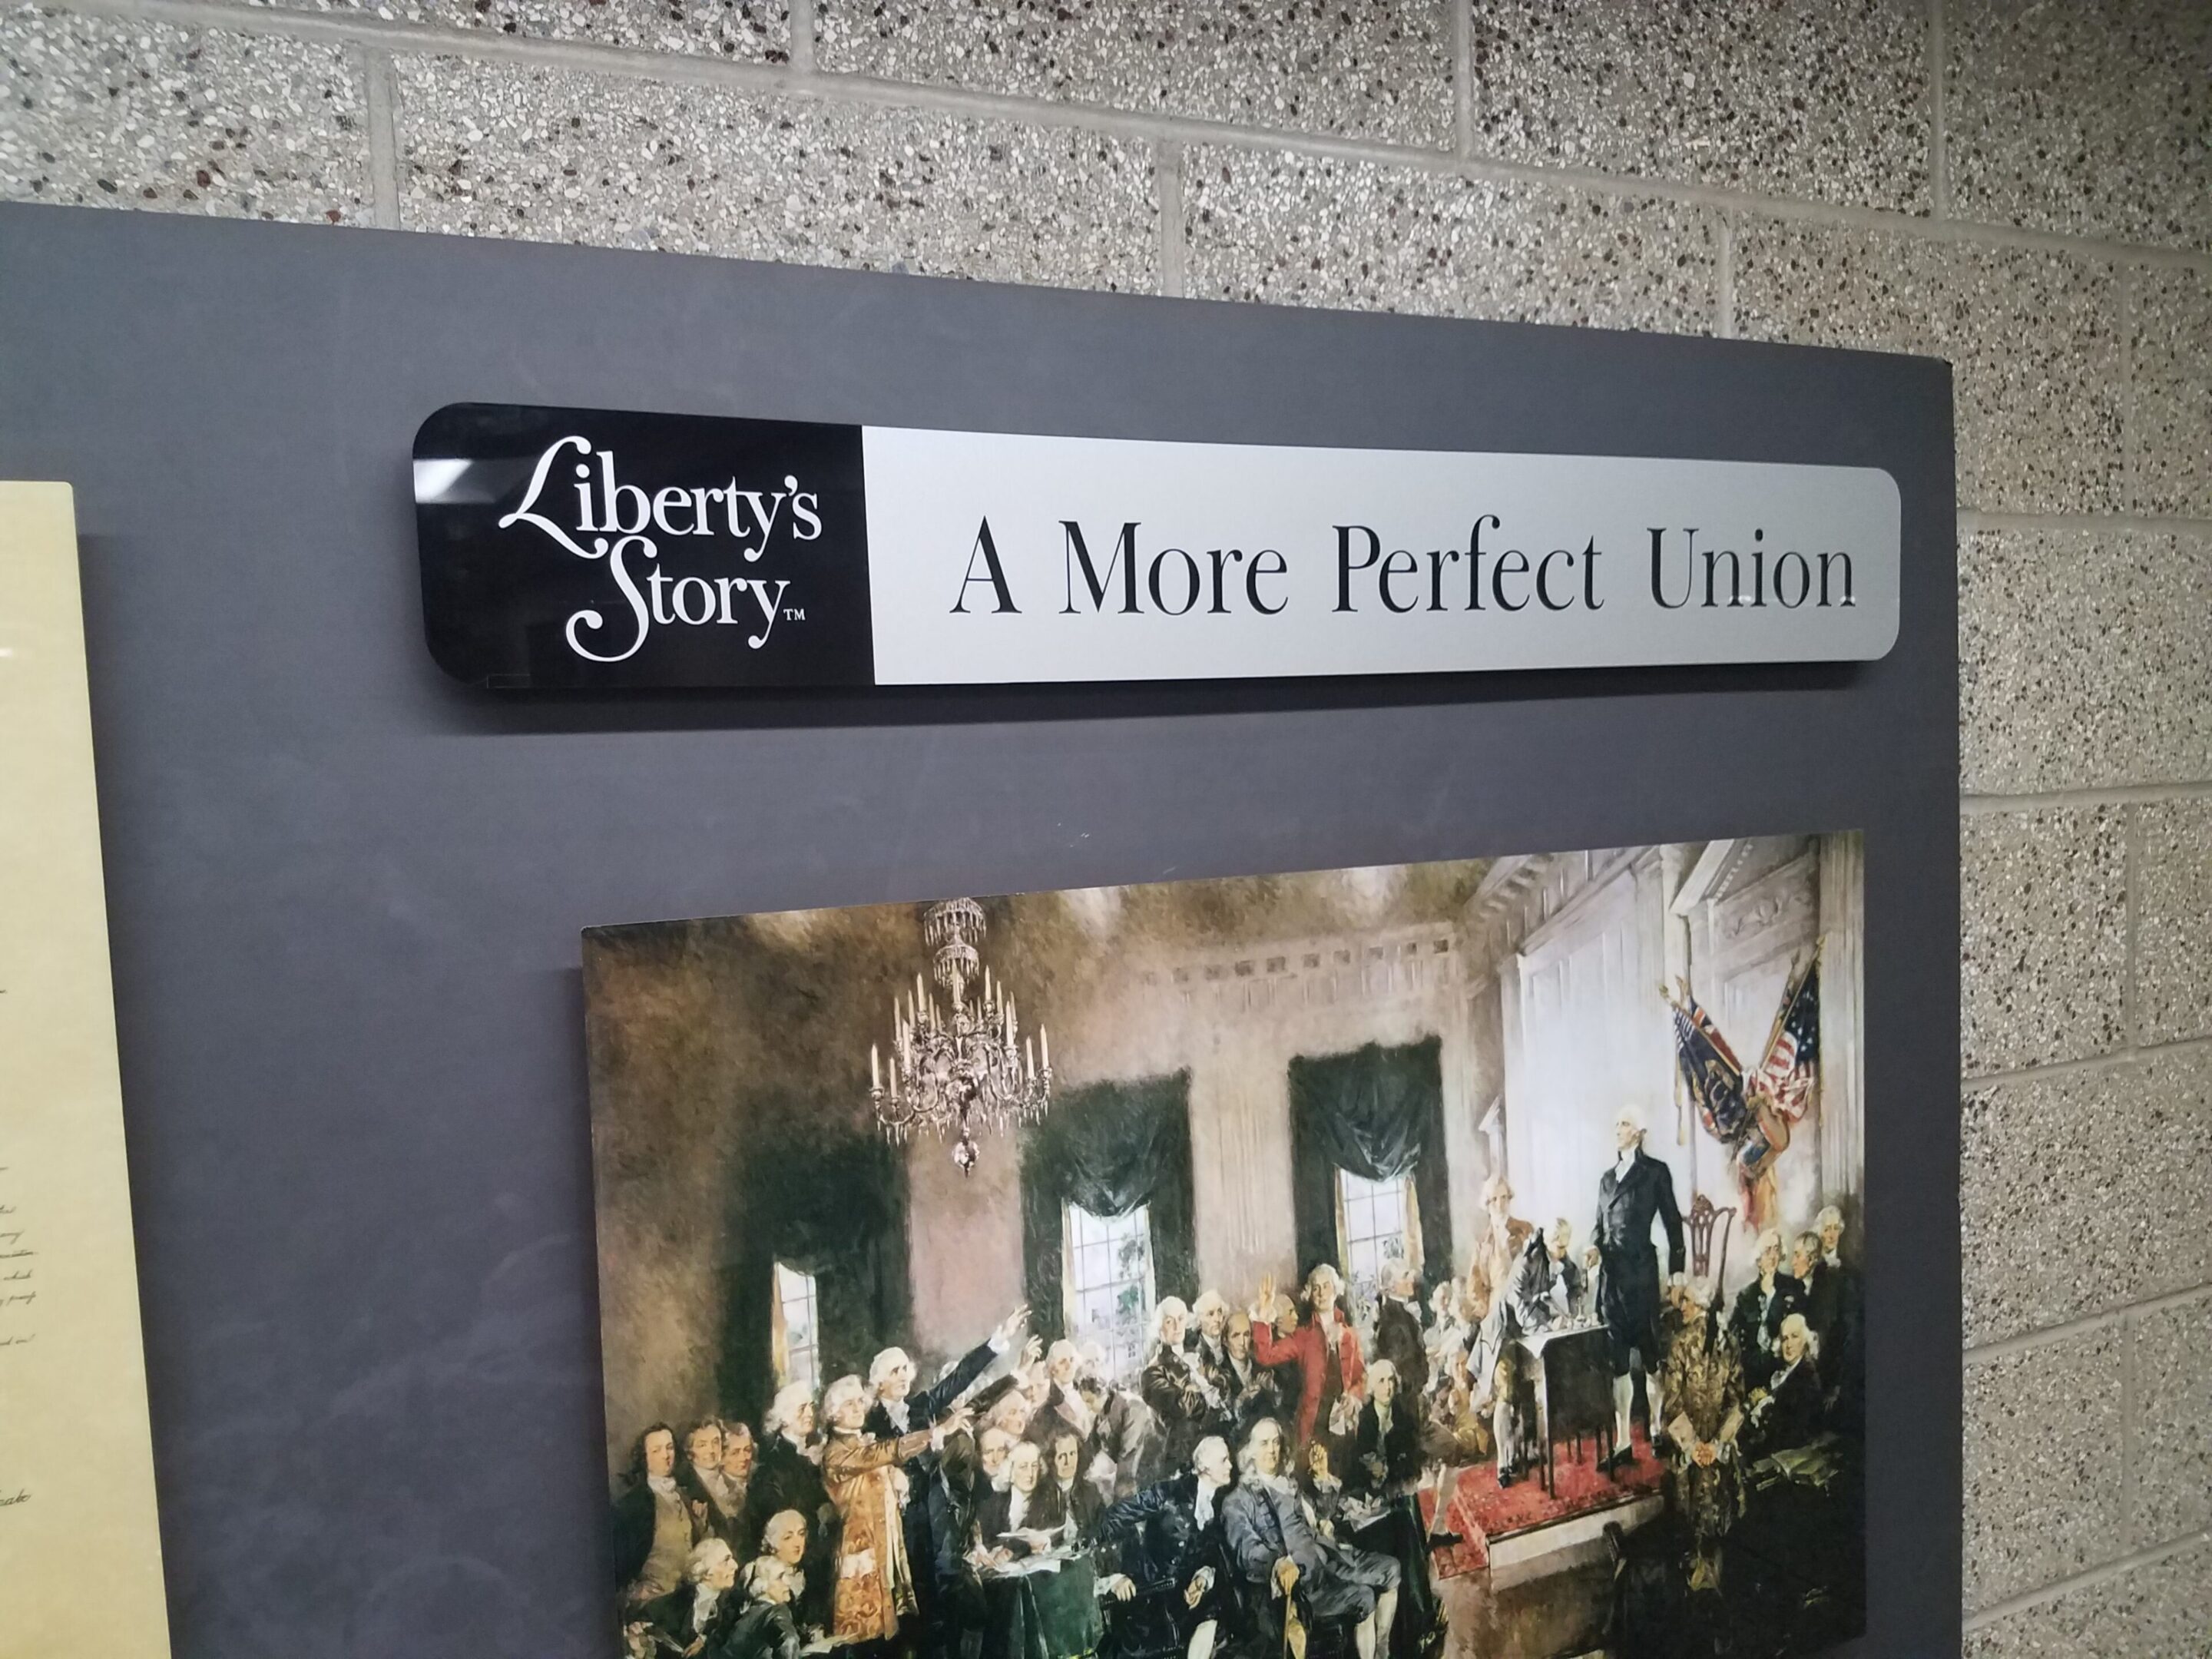 Liberty's
Story™
A More Perfect Union